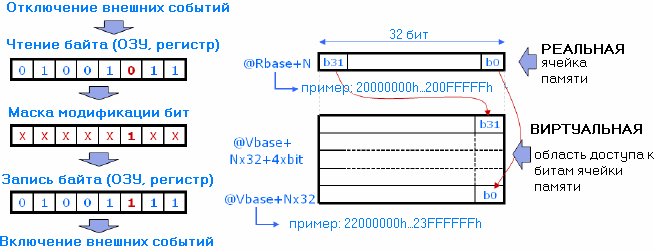 Отключение внешних событий
Чтение байта (ОЗУ, регистр)
0 1 0 0 1 0 1 1
Маска модификации бит
X X X X X 1 X X
Запись байта (ОЗУ, регистр)
0 1 0 0 1 1 1 1
Включение внешних событий
32 бит
@Rbase+N
b31
b0
пример: 20000000h...200FFFFFh
РЕАЛЬНАЯ
ячейка
памяти
b31
@Vbase+
Nx32+4xbit
b0
@Vbase+Nx32
пример: 22000000h...23FFFFFFh
ВИРТУАЛЬНАЯ
область доступа к
битам ячейки
памяти